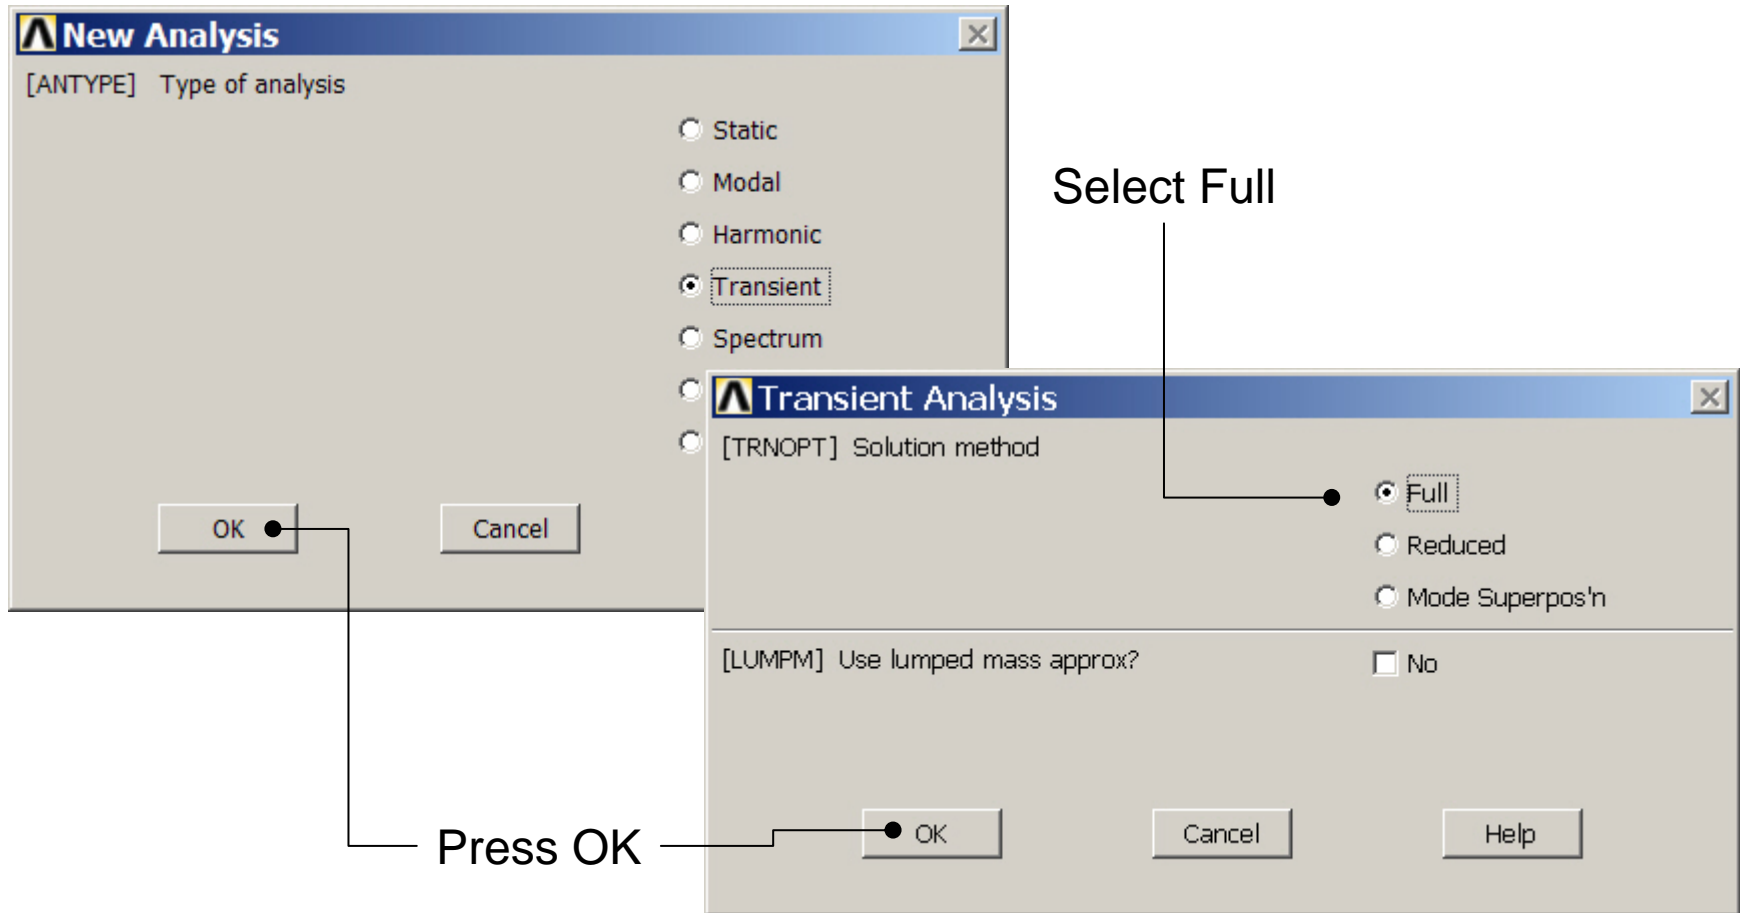 New Analysis
[ANTYPE] Type of analysis
Static
Modal
Harmonic
Transient
Spectrum
OK
Cancel
Select Full
Transient Analysis
[TRNOPT] Solution method
Full
Reduced
Mode Superpos'n
[LUMPM] Use lumped mass approx?
No
OK
Cancel
Help
Press OK